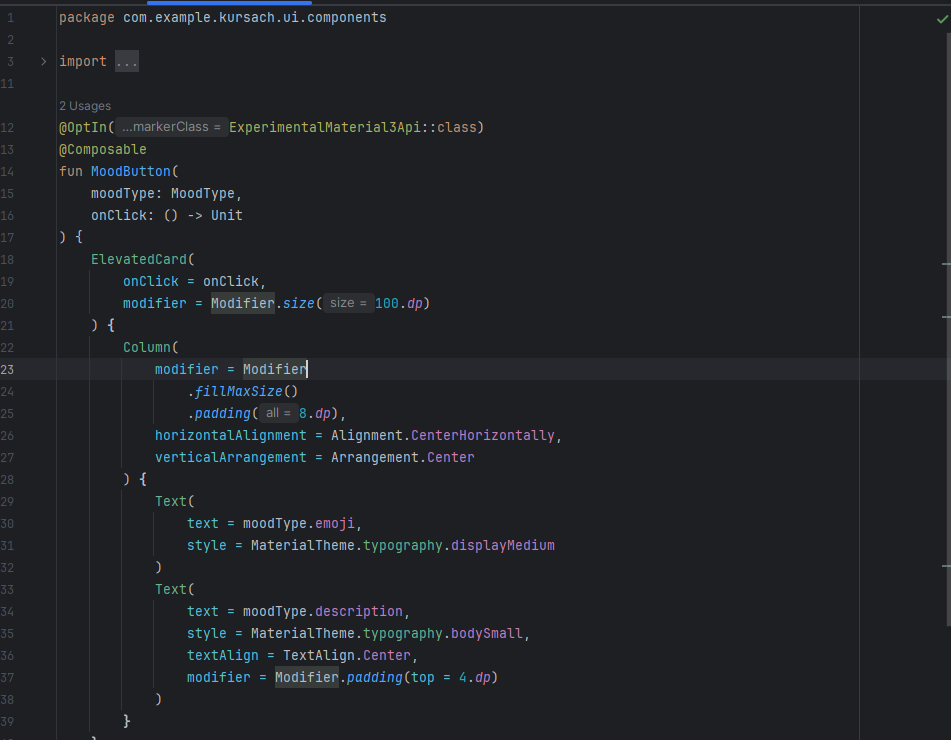 1 package com.example.kursach.ui.components
2
3 import ...
11
2 Usages
12 @OptIn(...markerClass = ExperimentalMaterial3Api::class)
13 @Composable
14 fun MoodButton(
15     moodType: MoodType,
16     onClick: () -> Unit
17 ) {
18     ElevatedCard(
19         onClick = onClick,
20         modifier = Modifier.size(size = 100.dp)
21     ) {
22         Column(
23             modifier = Modifier
24                 .fillMaxSize()
25                 .padding(all = 8.dp),
26             horizontalAlignment = Alignment.CenterHorizontally,
27             verticalArrangement = Arrangement.Center
28         ) {
29             Text(
30                 text = moodType.emoji,
31                 style = MaterialTheme.typography.displayMedium
32             )
33             Text(
34                 text = moodType.description,
35                 style = MaterialTheme.typography.bodySmall,
36                 textAlign = TextAlign.Center,
37                 modifier = Modifier.padding(top = 4.dp)
38             )
39         }